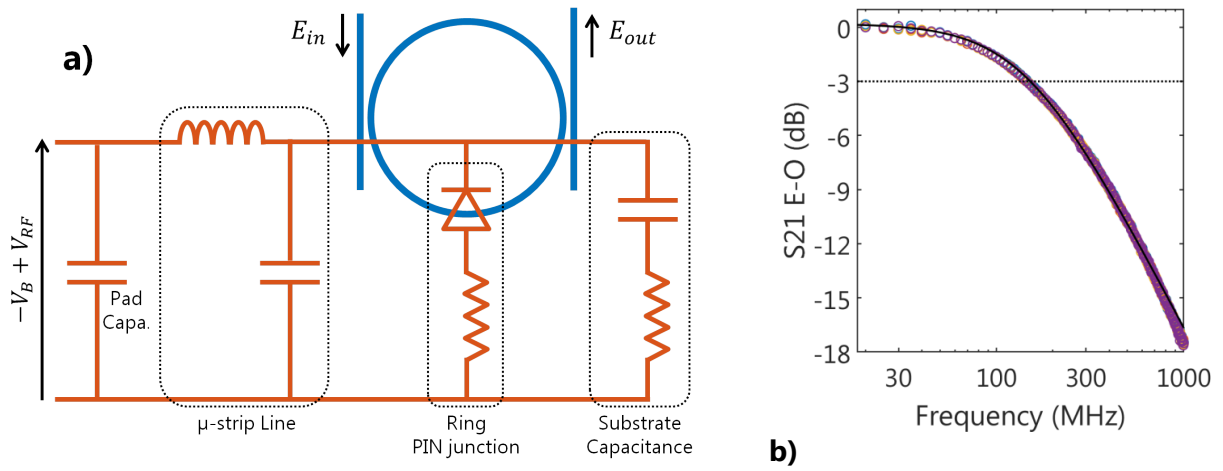 a)
E_in
E_out
−V_B + V_RF
Pad
Capa.
μ-strip Line
Ring
PIN junction
Substrate
Capacitance
S21 E-O (dB)
0
-3
-6
-9
-12
-15
-18
30 100 300 1000
Frequency (MHz)
b)